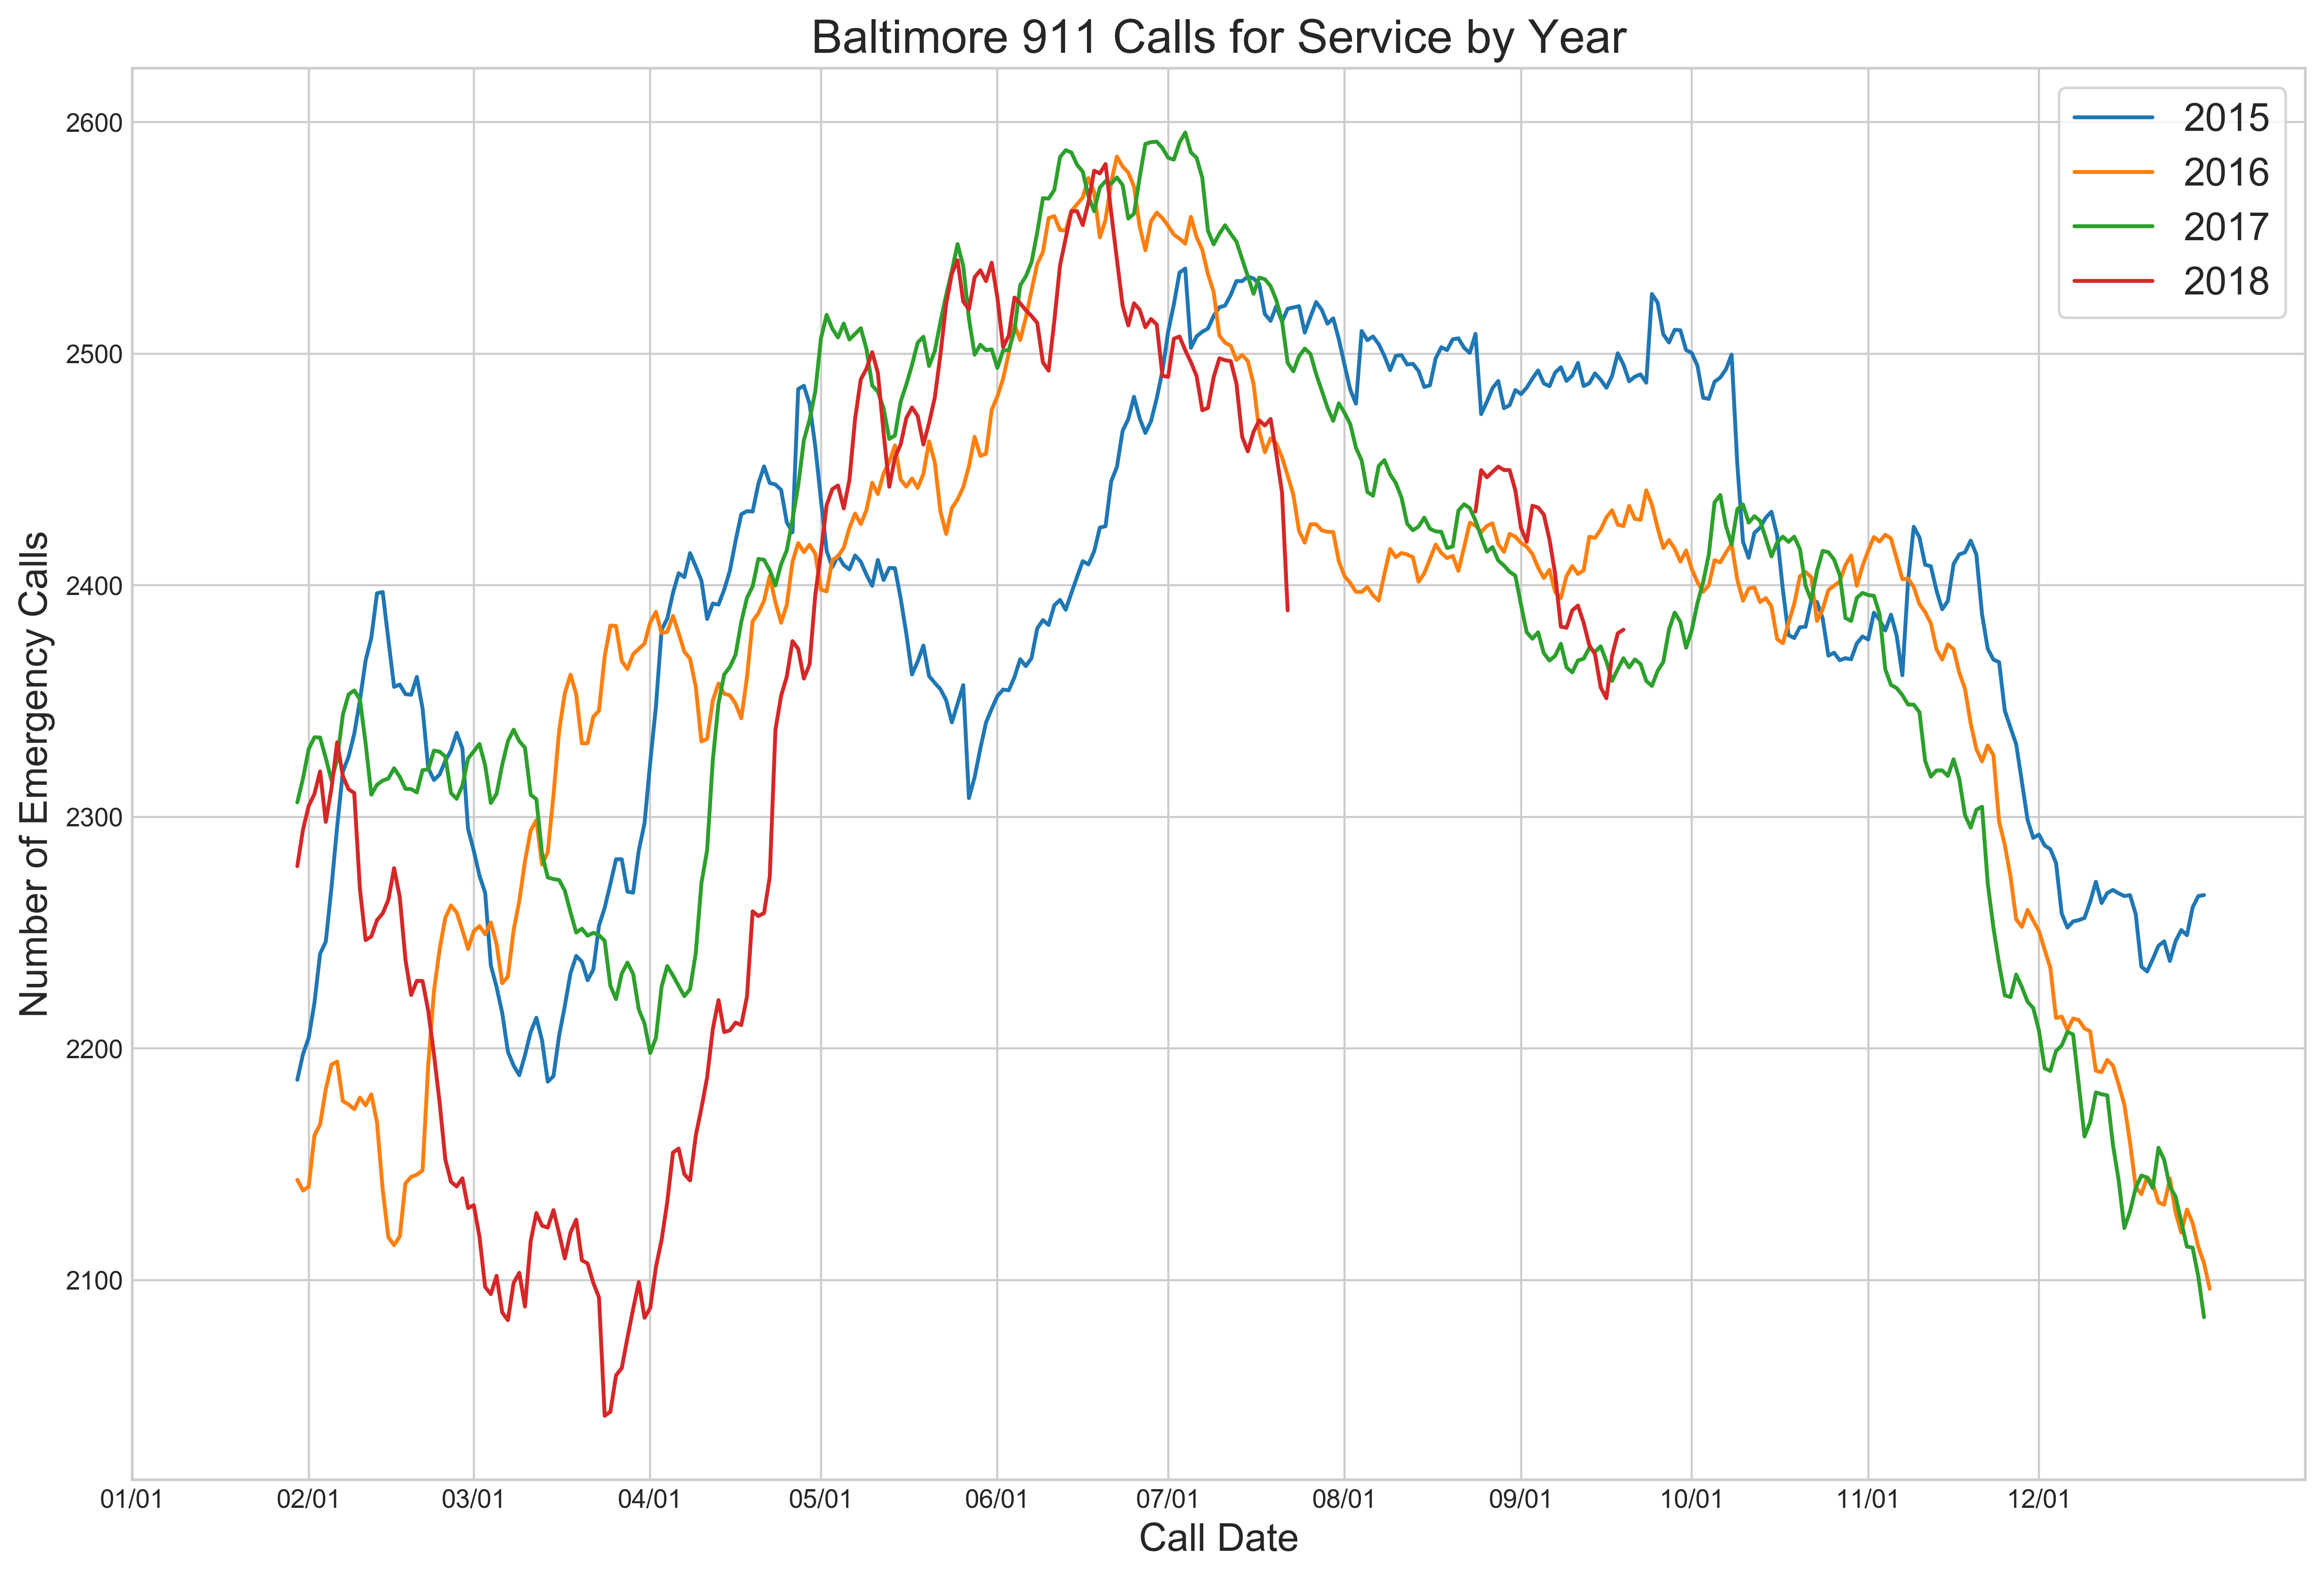 Baltimore 911 Calls for Service by Year
2600
2500
2400
2300
2200
2100
Number of Emergency Calls
2015
2016
2017
2018
01/01 02/01 03/01 04/01 05/01 06/01 07/01 08/01 09/01 10/01 11/01 12/01
Call Date